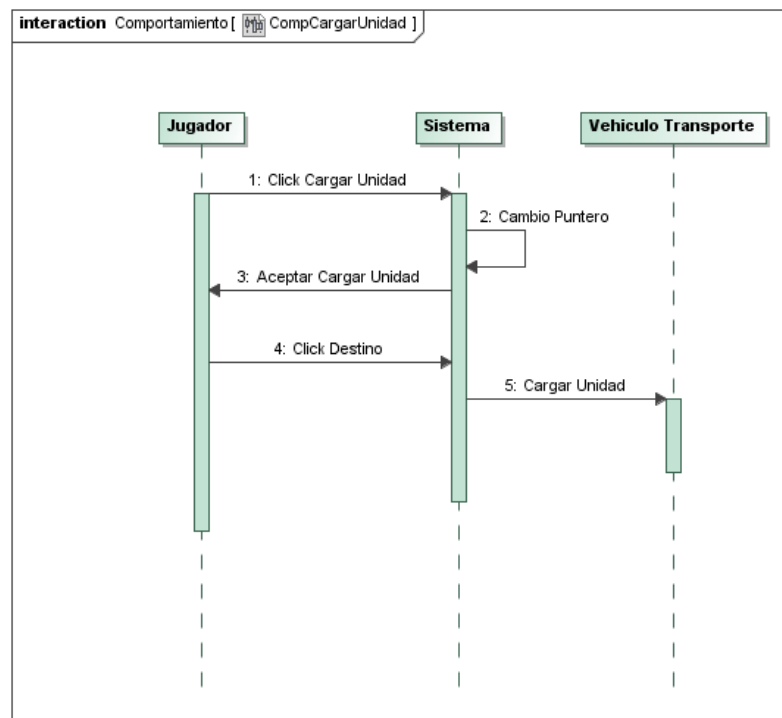 interaction Comportamiento [ CompCargarUnidad ]
Jugador
Sistema
Vehiculo Transporte
1: Click Cargar Unidad
2: Cambio Puntero
3: Aceptar Cargar Unidad
4: Click Destino
5: Cargar Unidad